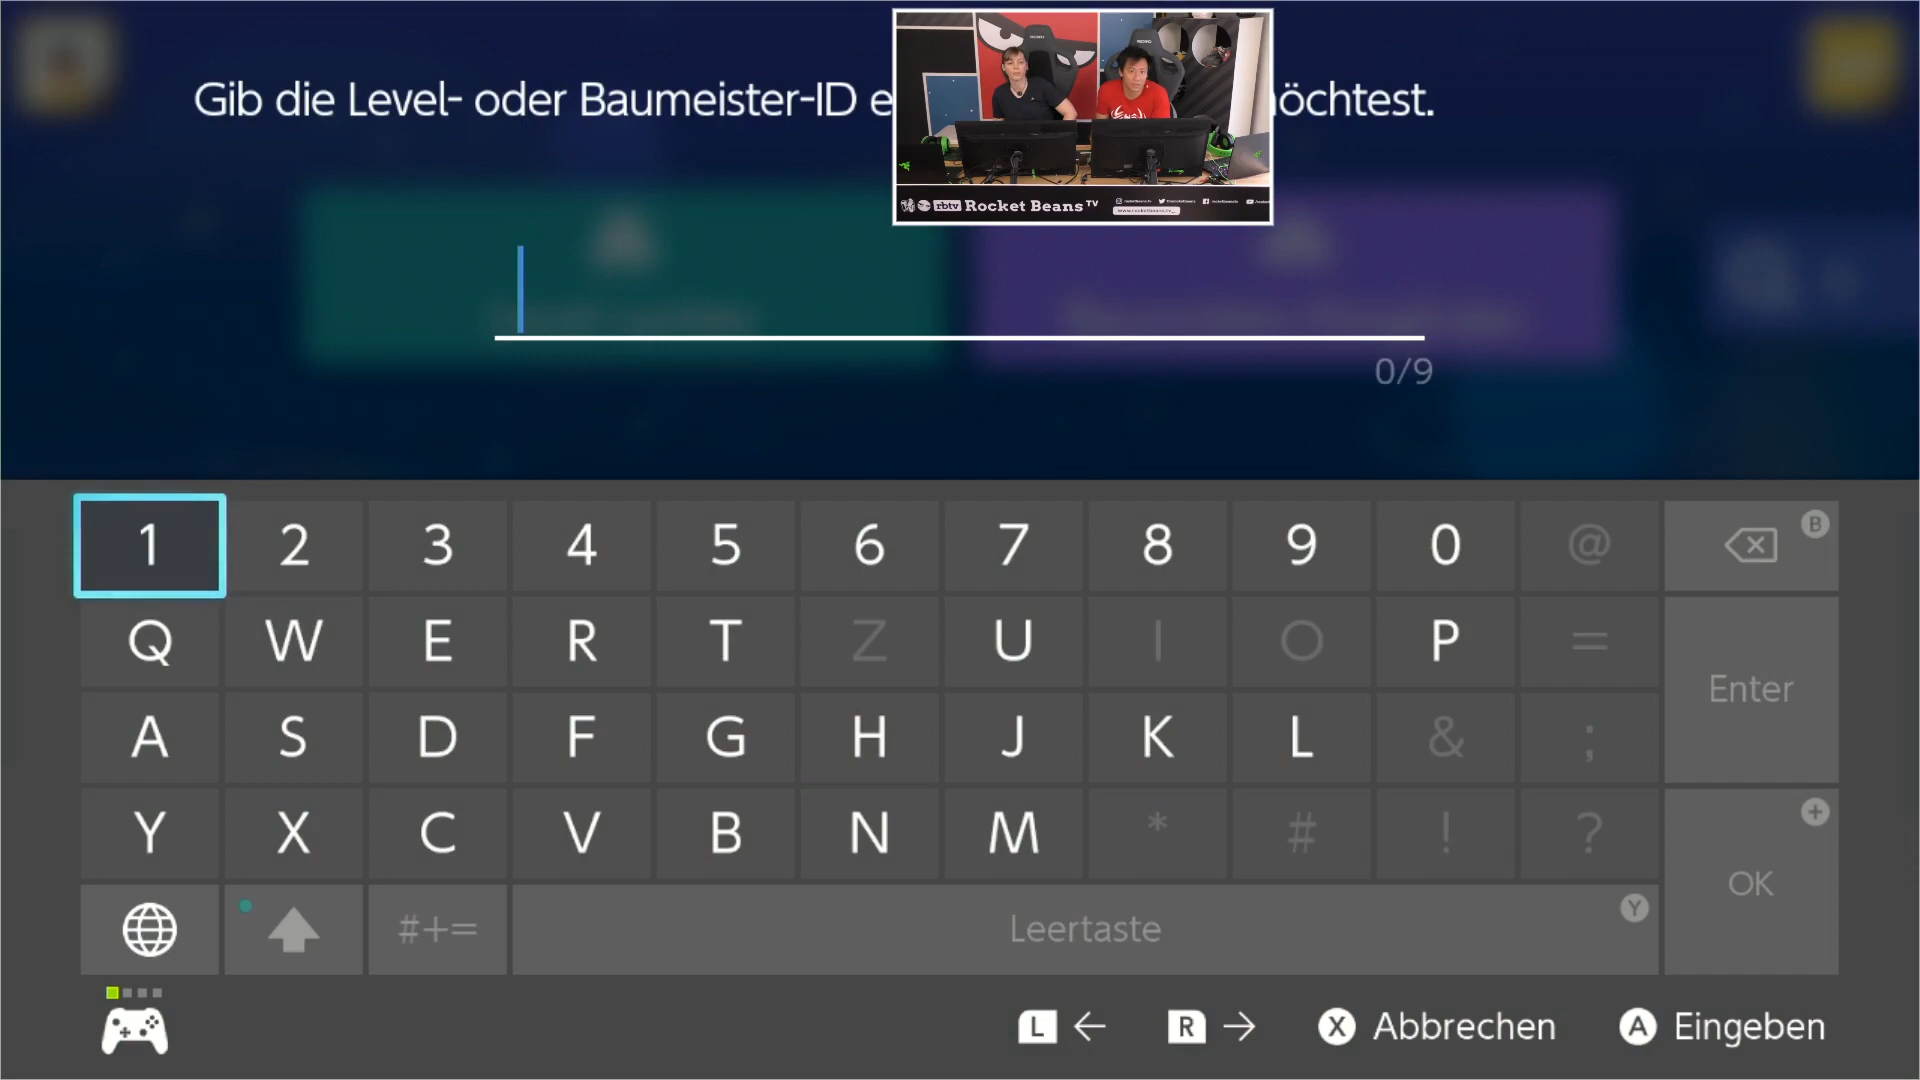 Gib die Level- oder Baumeister-ID e
öchtest.
rbtv Rocket Beans TV
0/9
1 2 3 4 5 6 7 8 9 0 @ B
Q W E R T Z U I O P =
Enter
A S D F G H J K L & ;
Y X C V B N M * # ! ? +
OK
#+= Leertaste Y
L ← R → X Abbrechen A Eingeben